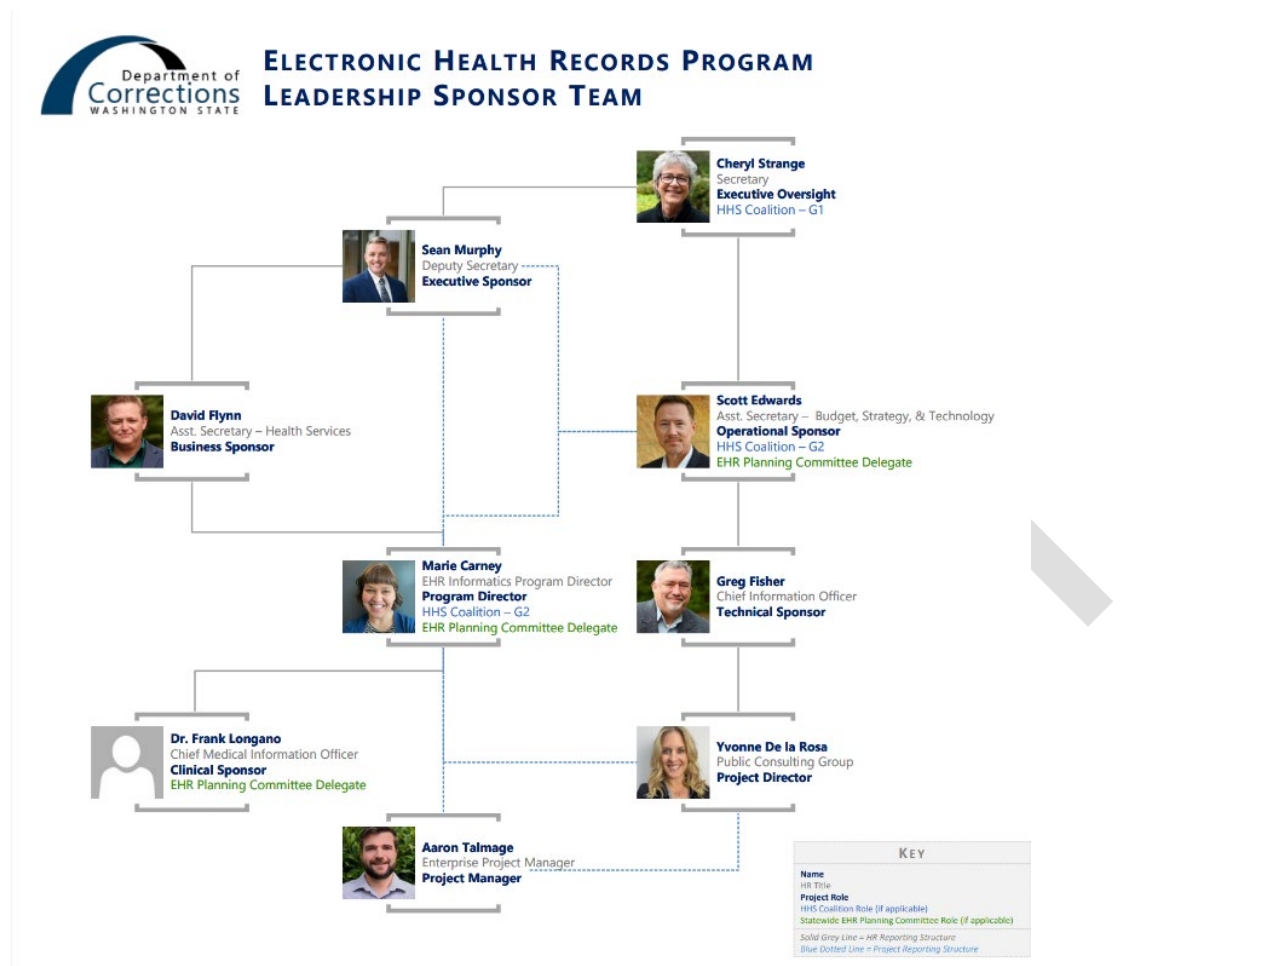 Department of
Corrections
WASHINGTON STATE
ELECTRONIC HEALTH RECORDS PROGRAM
LEADERSHIP SPONSOR TEAM
Cheryl Strange
Secretary
Executive Oversight
HHS Coalition – G1
Sean Murphy
Deputy Secretary
Executive Sponsor
David Flynn
Asst. Secretary – Health Services
Business Sponsor
Scott Edwards
Asst. Secretary – Budget, Strategy, & Technology
Operational Sponsor
HHS Coalition – G2
EHR Planning Committee Delegate
Marie Carney
EHR Informatics Program Director
Program Director
HHS Coalition – G2
EHR Planning Committee Delegate
Greg Fisher
Chief Information Officer
Technical Sponsor
Dr. Frank Longano
Chief Medical Information Officer
Clinical Sponsor
EHR Planning Committee Delegate
Yvonne De la Rosa
Public Consulting Group
Project Director
Aaron Talmage
Enterprise Project Manager
Project Manager
KEY
Name
HR Title
Project Role
HHS Coalition Role (if applicable)
Statewide EHR Planning Committee Role (if applicable)
Solid Grey Line = HR Reporting Structure
Blue Dotted Line = Project Reporting Structure